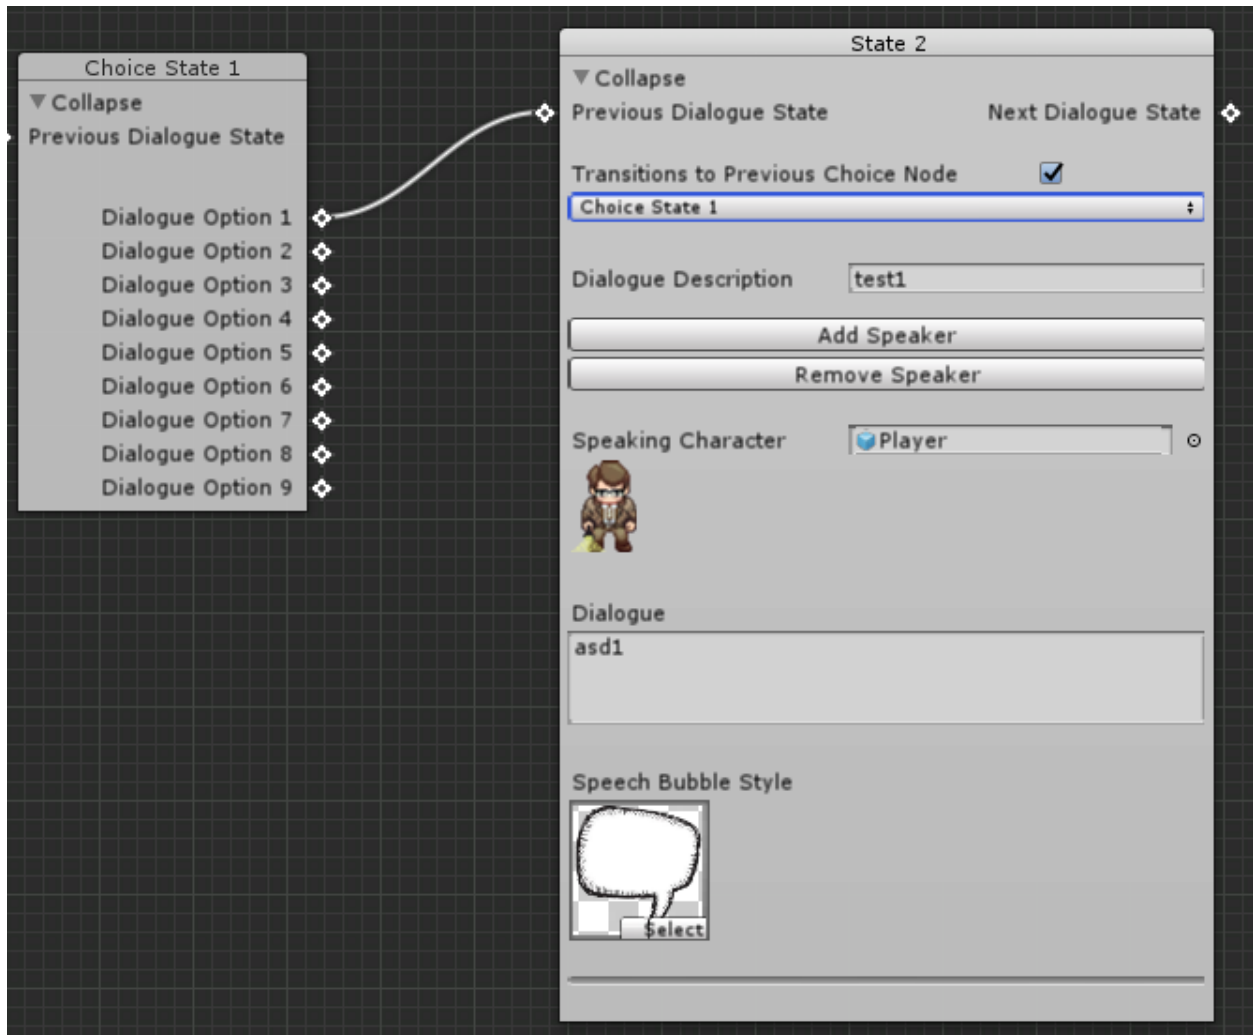 Choice State 1
Collapse
Previous Dialogue State
Dialogue Option 1
Dialogue Option 2
Dialogue Option 3
Dialogue Option 4
Dialogue Option 5
Dialogue Option 6
Dialogue Option 7
Dialogue Option 8
Dialogue Option 9
State 2
Collapse
Previous Dialogue State Next Dialogue State
Transitions to Previous Choice Node
Choice State 1
Dialogue Description test1
Add Speaker
Remove Speaker
Speaking Character Player
Dialogue
asd1
Speech Bubble Style
Select